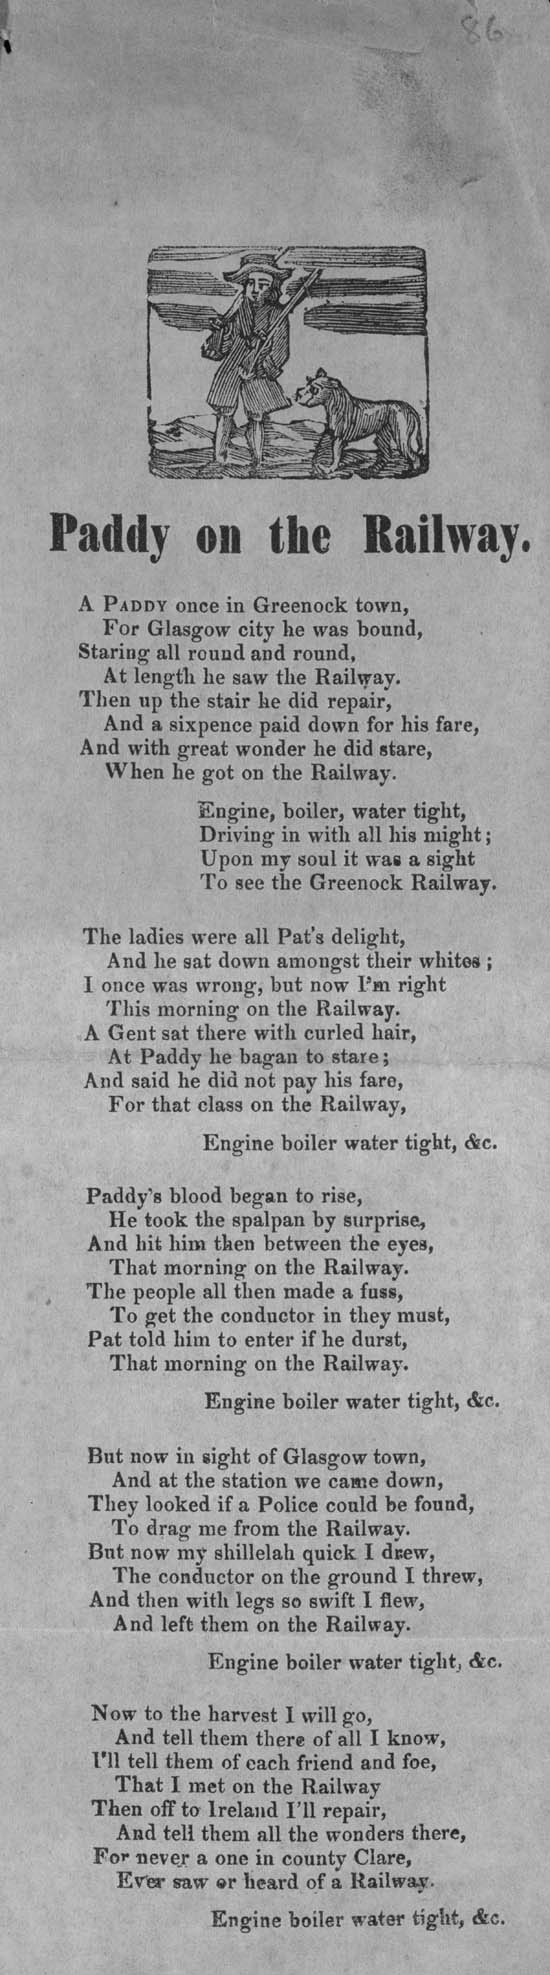 86
Paddy on the Railway.
A PADDY once in Greenock town,
For Glasgow city he was bound,
Staring all round and round,
At length he saw the Railway.
Then up the stair he did repair,
And a sixpence paid down for his fare,
And with great wonder he did stare,
When he got on the Railway.
Engine, boiler, water tight,
Driving in with all his might;
Upon my soul it was a sight
To see the Greenock Railway.
The ladies were all Pat's delight,
And he sat down amongst their whites;
I once was wrong, but now I'm right
This morning on the Railway.
A Gent sat there with curled hair,
At Paddy he bagan to stare;
And said he did not pay his fare,
For that class on the Railway,
Engine boiler water tight, &c.
Paddy's blood began to rise,
He took the spalpan by surprise,
And hit him then between the eyes,
That morning on the Railway.
The people all then made a fuss,
To get the conductor in they must,
Pat told him to enter if he durst,
That morning on the Railway.
Engine boiler water tight, &c.
But now in sight of Glasgow town,
And at the station we came down,
They looked if a Police could be found,
To drag me from the Railway.
But now my shillelah quick I drew,
The conductor on the ground I threw,
And then with legs so swift I flew,
And left them on the Railway.
Engine boiler water tight, &c.
Now to the harvest I will go,
And tell them there of all I know,
I'll tell them of each friend and foe,
That I met on the Railway
Then off to Ireland I'll repair,
And tell them all the wonders there,
For never a one in county Clare,
Ever saw or heard of a Railway.
Engine boiler water tight, &c.